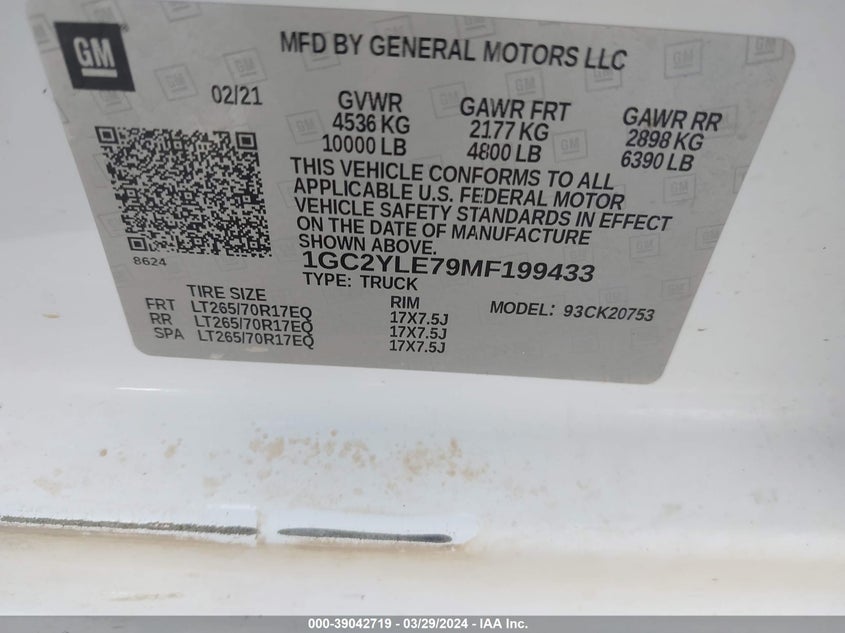 GM
MFD BY GENERAL MOTORS LLC
02/21
GVWR
4536 KG
10000 LB
GAWR FRT
2177 KG
4800 LB
GAWR RR
2898 KG
6390 LB
THIS VEHICLE CONFORMS TO ALL
APPLICABLE U.S. FEDERAL MOTOR
VEHICLE SAFETY STANDARDS IN EFFECT
ON THE DATE OF MANUFACTURE
SHOWN ABOVE.
8624
1GC2YLE79MF199433
TYPE: TRUCK
TIRE SIZE
RIM
MODEL: 93CK20753
FRT LT265/70R17EQ 17X7.5J
RR LT265/70R17EQ 17X7.5J
SPA LT265/70R17EQ 17X7.5J
000-39042719 - 03/29/2024 - IAA Inc.